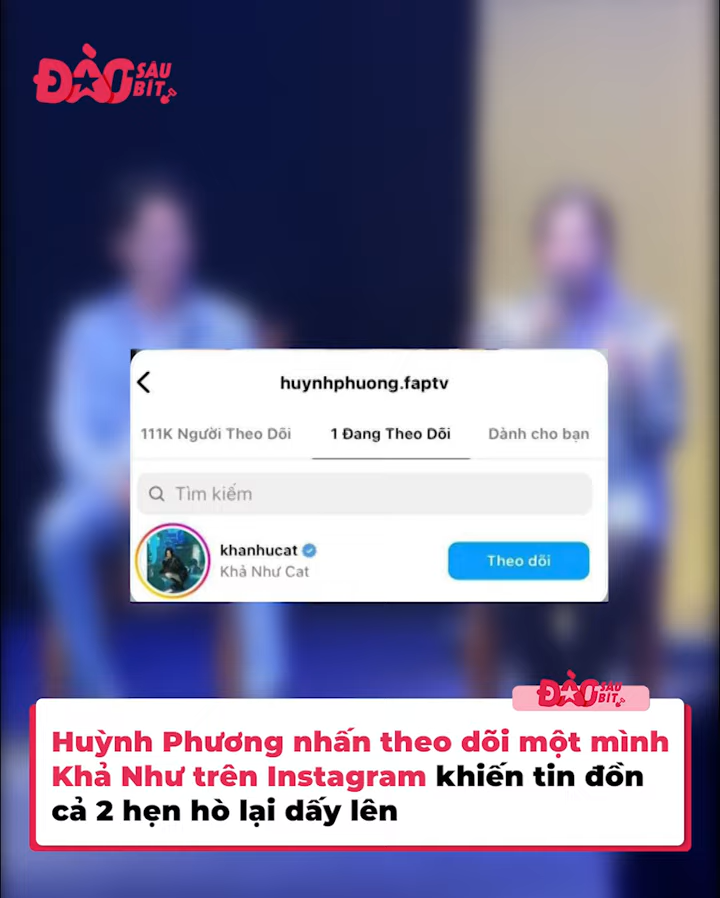 ĐÀO SÂU
BIT
huynhphuong.faptv
111K Người Theo Dõi 1 Đang Theo Dõi Dành cho bạn
Tìm kiếm
khanhucat
Khả Như Cat
Theo dõi
ĐÀO SÂU
BIT
Huỳnh Phương nhấn theo dõi một mình
Khả Như trên Instagram khiến tin đồn
cả 2 hẹn hò lại dấy lên